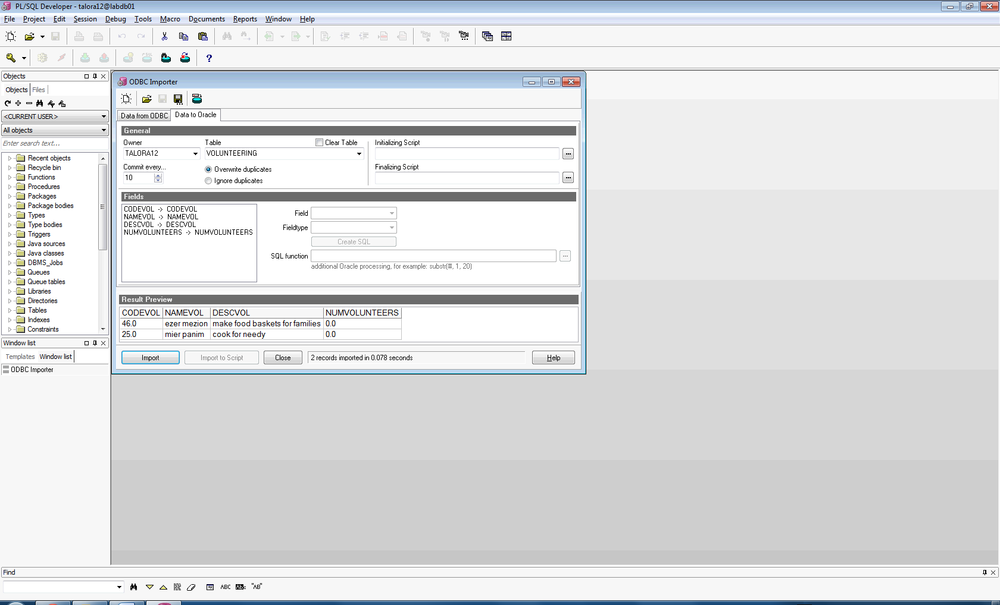 PL/SQL Developer - talora12@labdb01
File Project Edit Session Debug Tools Macro Documents Reports Window Help
Objects
Objects Files
<CURRENT USER>
All objects
Enter search text...
Recent objects
Recycle bin
Functions
Procedures
Packages
Package bodies
Types
Type bodies
Triggers
Java sources
Java classes
DBMS_Jobs
Queues
Queue tables
Libraries
Directories
Tables
Indexes
Constraints
Window list
Templates Window list
ODBC Importer
ODBC Importer
Data from ODBC Data to Oracle
General
Owner Table Clear Table Initializing Script
TALORA12 VOLUNTEERING
Commit every... Overwrite duplicates Finalizing Script
10 Ignore duplicates
Fields
CODEVOL -> CODEVOL
NAMEVOL -> NAMEVOL
DESCVOL -> DESCVOL
NUMVOLUNTEERS -> NUMVOLUNTEERS
Field
Fieldtype
Create SQL
SQL function
additional Oracle processing, for example: substr(#, 1, 20)
Result Preview
CODEVOL NAMEVOL DESCVOL NUMVOLUNTEERS
46.0 ezer mezion make food baskets for families 0.0
25.0 mier panim cook for needy 0.0
Import Import to Script Close 2 records imported in 0.078 seconds Help
Find
ABC "AB"